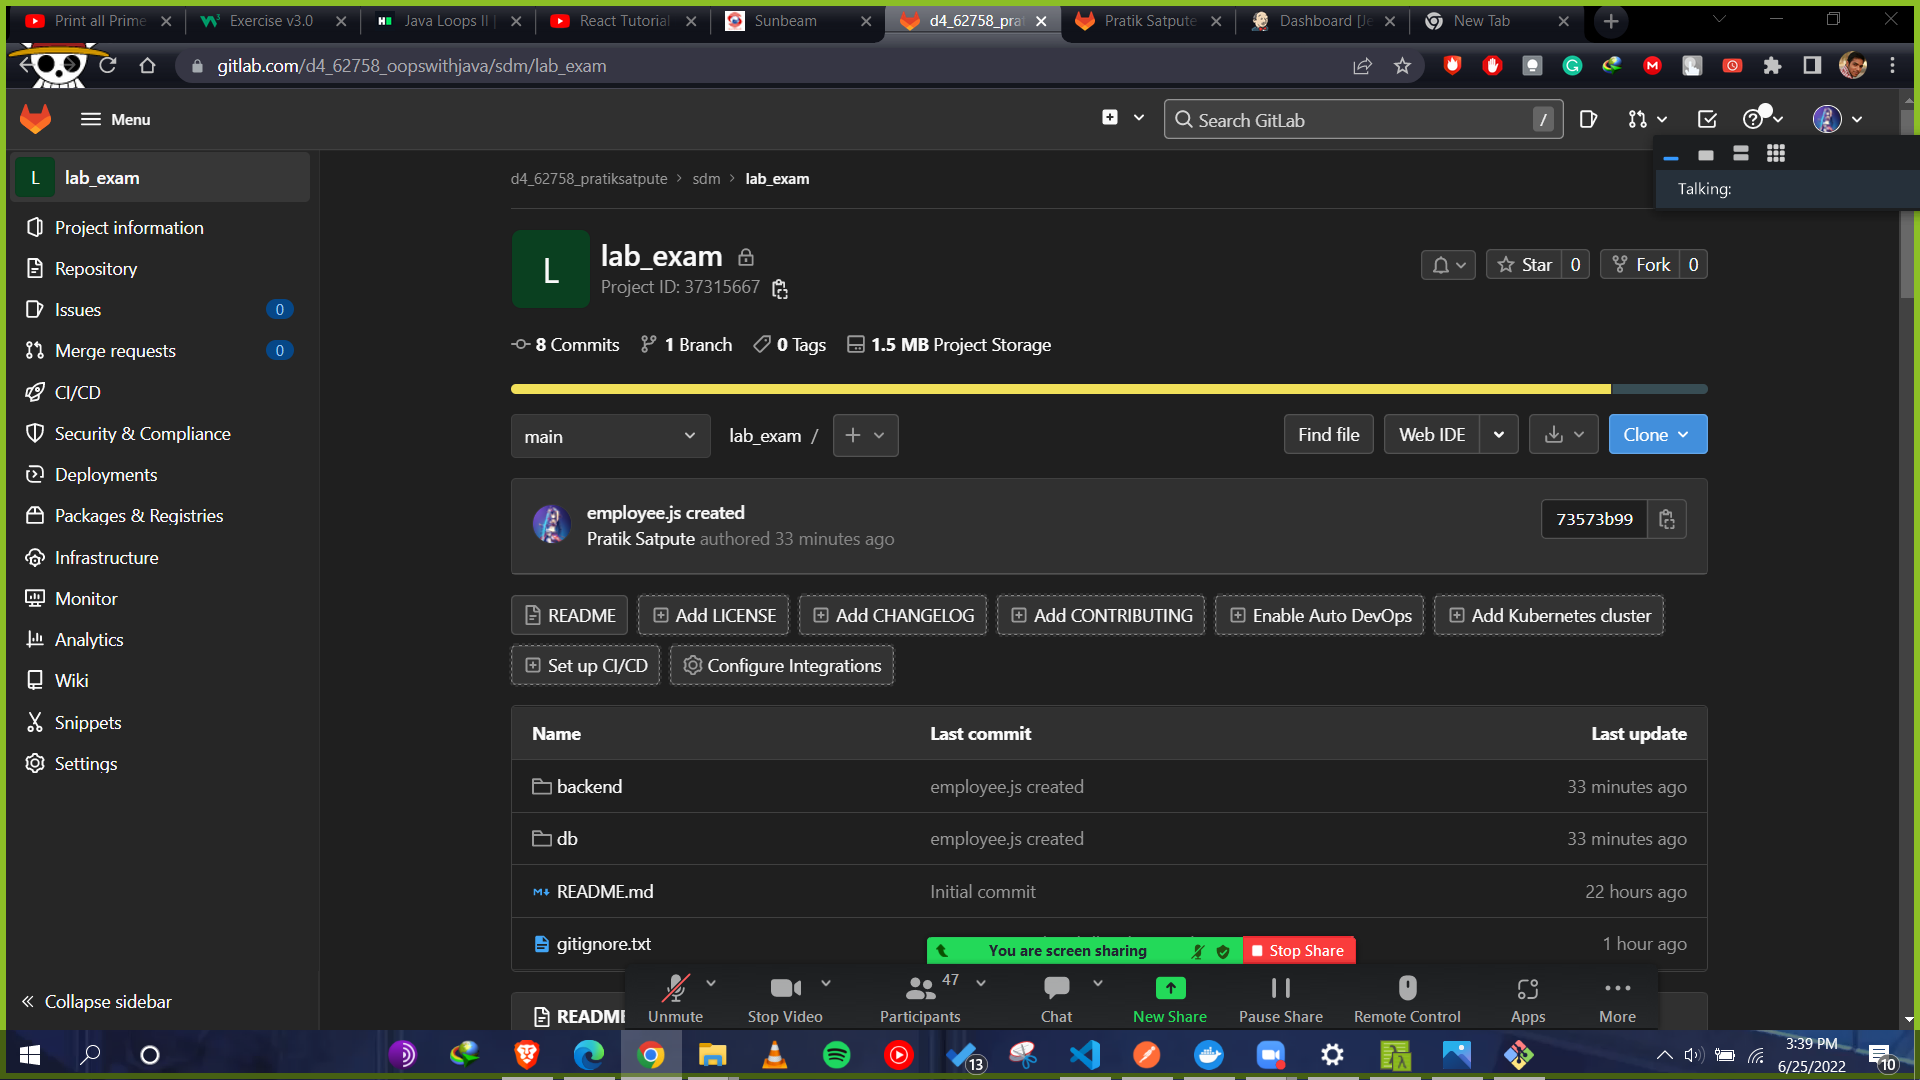 Print all Prime
Exercise v3.0
Java Loops II |
React Tutorial
Sunbeam
d4_62758_prat
Pratik Satpute
Dashboard [Je
New Tab
gitlab.com/d4_62758_oopswithjava/sdm/lab_exam
Menu
Search GitLab
/
L
lab_exam
Project information
Repository
Issues
0
Merge requests
0
CI/CD
Security & Compliance
Deployments
Packages & Registries
Infrastructure
Monitor
Analytics
Wiki
Snippets
Settings
Collapse sidebar
Talking:
d4_62758_pratiksatpute > sdm > lab_exam
L
lab_exam
Project ID: 37315667
Star 0
Fork 0
8 Commits
1 Branch
0 Tags
1.5 MB Project Storage
main
lab_exam /
Find file
Web IDE
Clone
employee.js created
Pratik Satpute authored 33 minutes ago
73573b99
README
Add LICENSE
Add CHANGELOG
Add CONTRIBUTING
Enable Auto DevOps
Add Kubernetes cluster
Set up CI/CD
Configure Integrations
Name Last commit Last update
backend employee.js created 33 minutes ago
db employee.js created 33 minutes ago
README.md Initial commit 22 hours ago
gitignore.txt 1 hour ago
README
You are screen sharing
Stop Share
Unmute
Stop Video
47
Participants
Chat
New Share
Pause Share
Remote Control
Apps
More
13
3:39 PM
6/25/2022
10